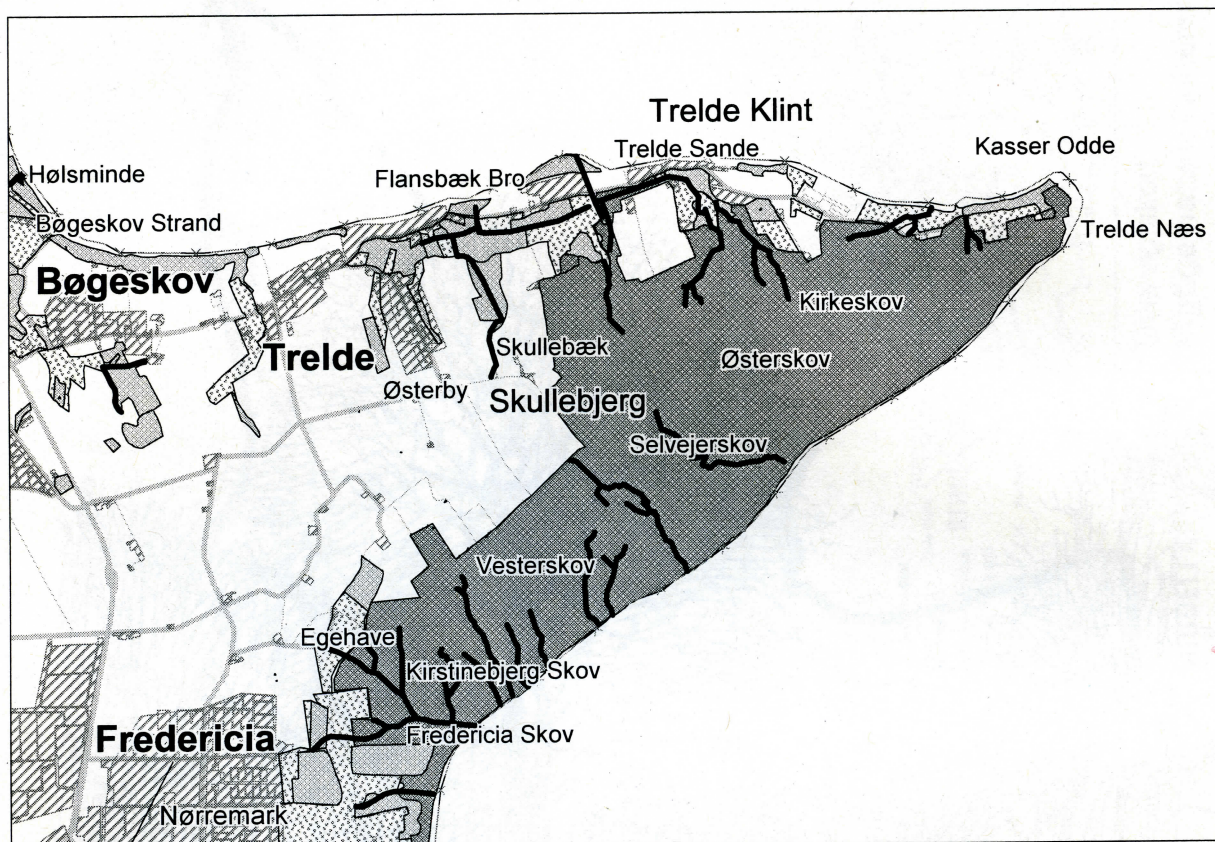 Trelde Klint
Trelde Sande
Kasser Odde
Hølsminde
Flansbæk Bro
Bøgeskov Strand
Trelde Næs
Bøgeskov
Kirkeskov
Trelde
Skullebæk
Østerskov
Østerby
Skullebjerg
Selvejerskov
Vesterskov
Egehave
Kirstinebjerg Skov
Fredericia
Fredericia Skov
Nørremark